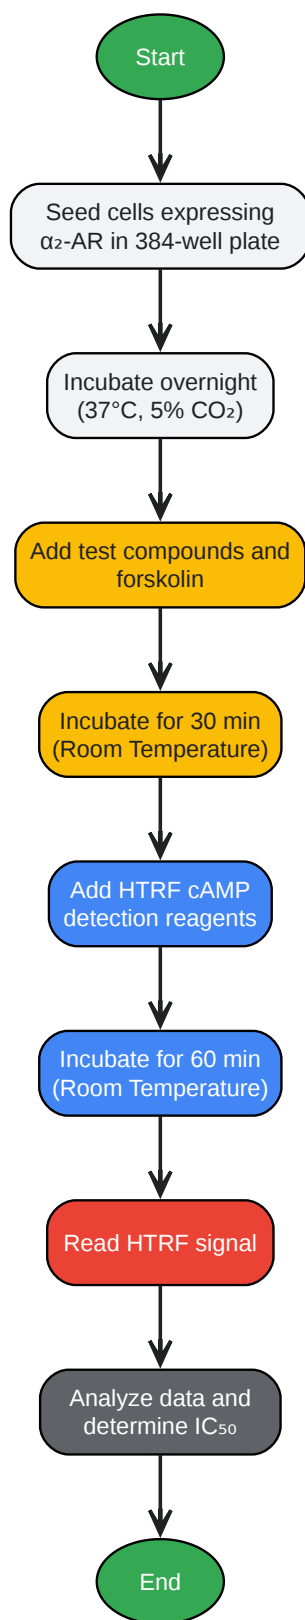 Start
Seed cells expressing
α₂-AR in 384-well plate
Incubate overnight
(37°C, 5% CO₂)
Add test compounds and
forskolin
Incubate for 30 min
(Room Temperature)
Add HTRF cAMP
detection reagents
Incubate for 60 min
(Room Temperature)
Read HTRF signal
Analyze data and
determine IC₅₀
End